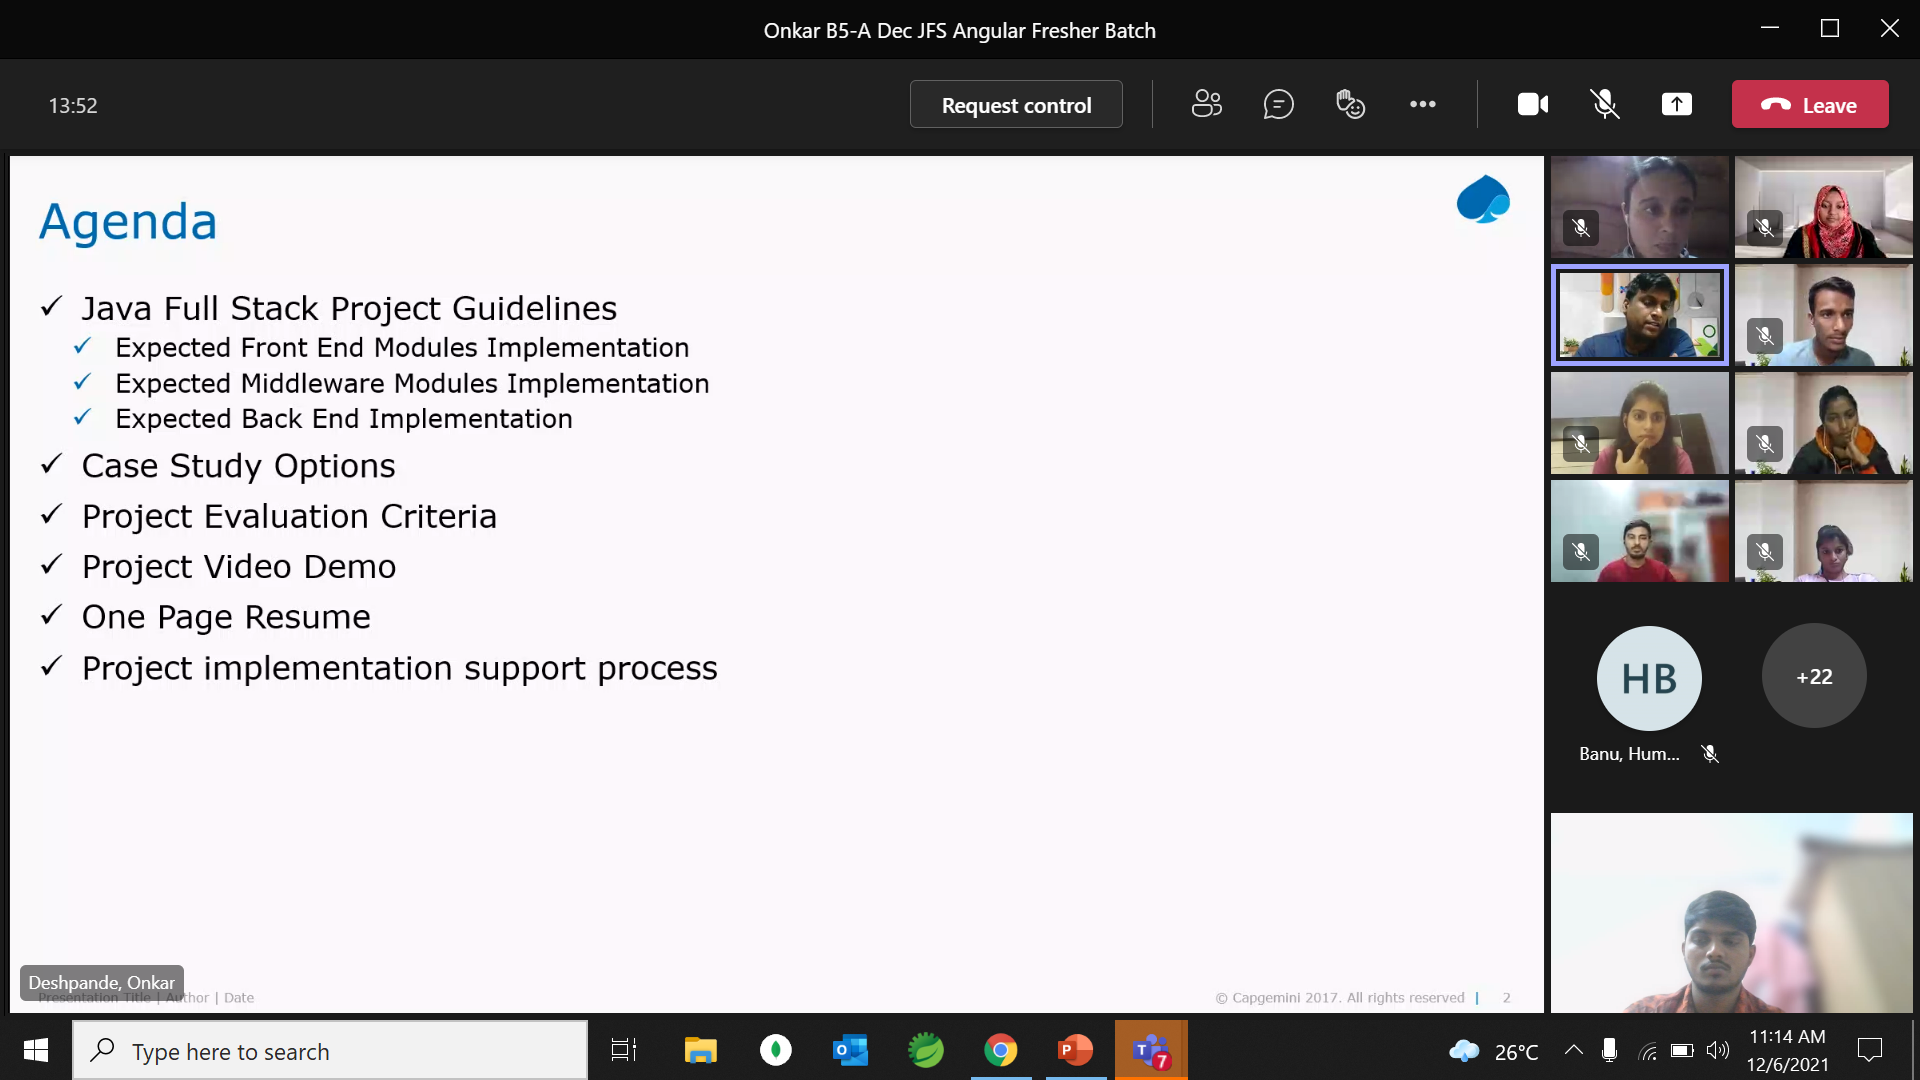 Onkar B5-A Dec JFS Angular Fresher Batch
13:52
Request control
Leave
Agenda
Java Full Stack Project Guidelines
Expected Front End Modules Implementation
Expected Middleware Modules Implementation
Expected Back End Implementation
Case Study Options
Project Evaluation Criteria
Project Video Demo
One Page Resume
Project implementation support process
HB
+22
Banu, Hum...
Deshpande, Onkar
Presentation Title | Author | Date
© Capgemini 2017. All rights reserved | 2
Type here to search
O
P
T
7
26°C
11:14 AM
12/6/2021